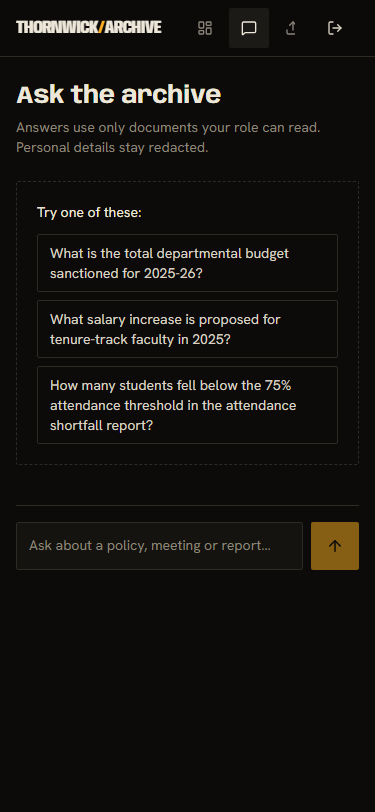 THORNWICK/ARCHIVE
Ask the archive
Answers use only documents your role can read.
Personal details stay redacted.
Try one of these:
What is the total departmental budget
sanctioned for 2025-26?
What salary increase is proposed for
tenure-track faculty in 2025?
How many students fell below the 75%
attendance threshold in the attendance
shortfall report?
Ask about a policy, meeting or report...